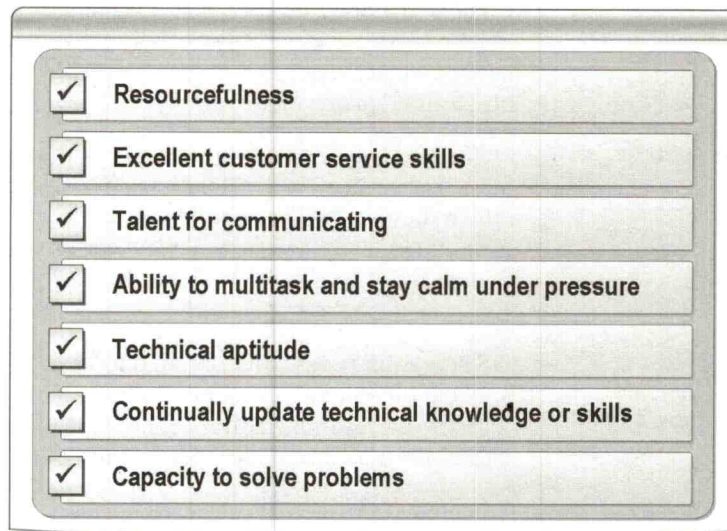 Resourcefulness
Excellent customer service skills
Talent for communicating
Ability to multitask and stay calm under pressure
Technical aptitude
Continually update technical knowledge or skills
Capacity to solve problems